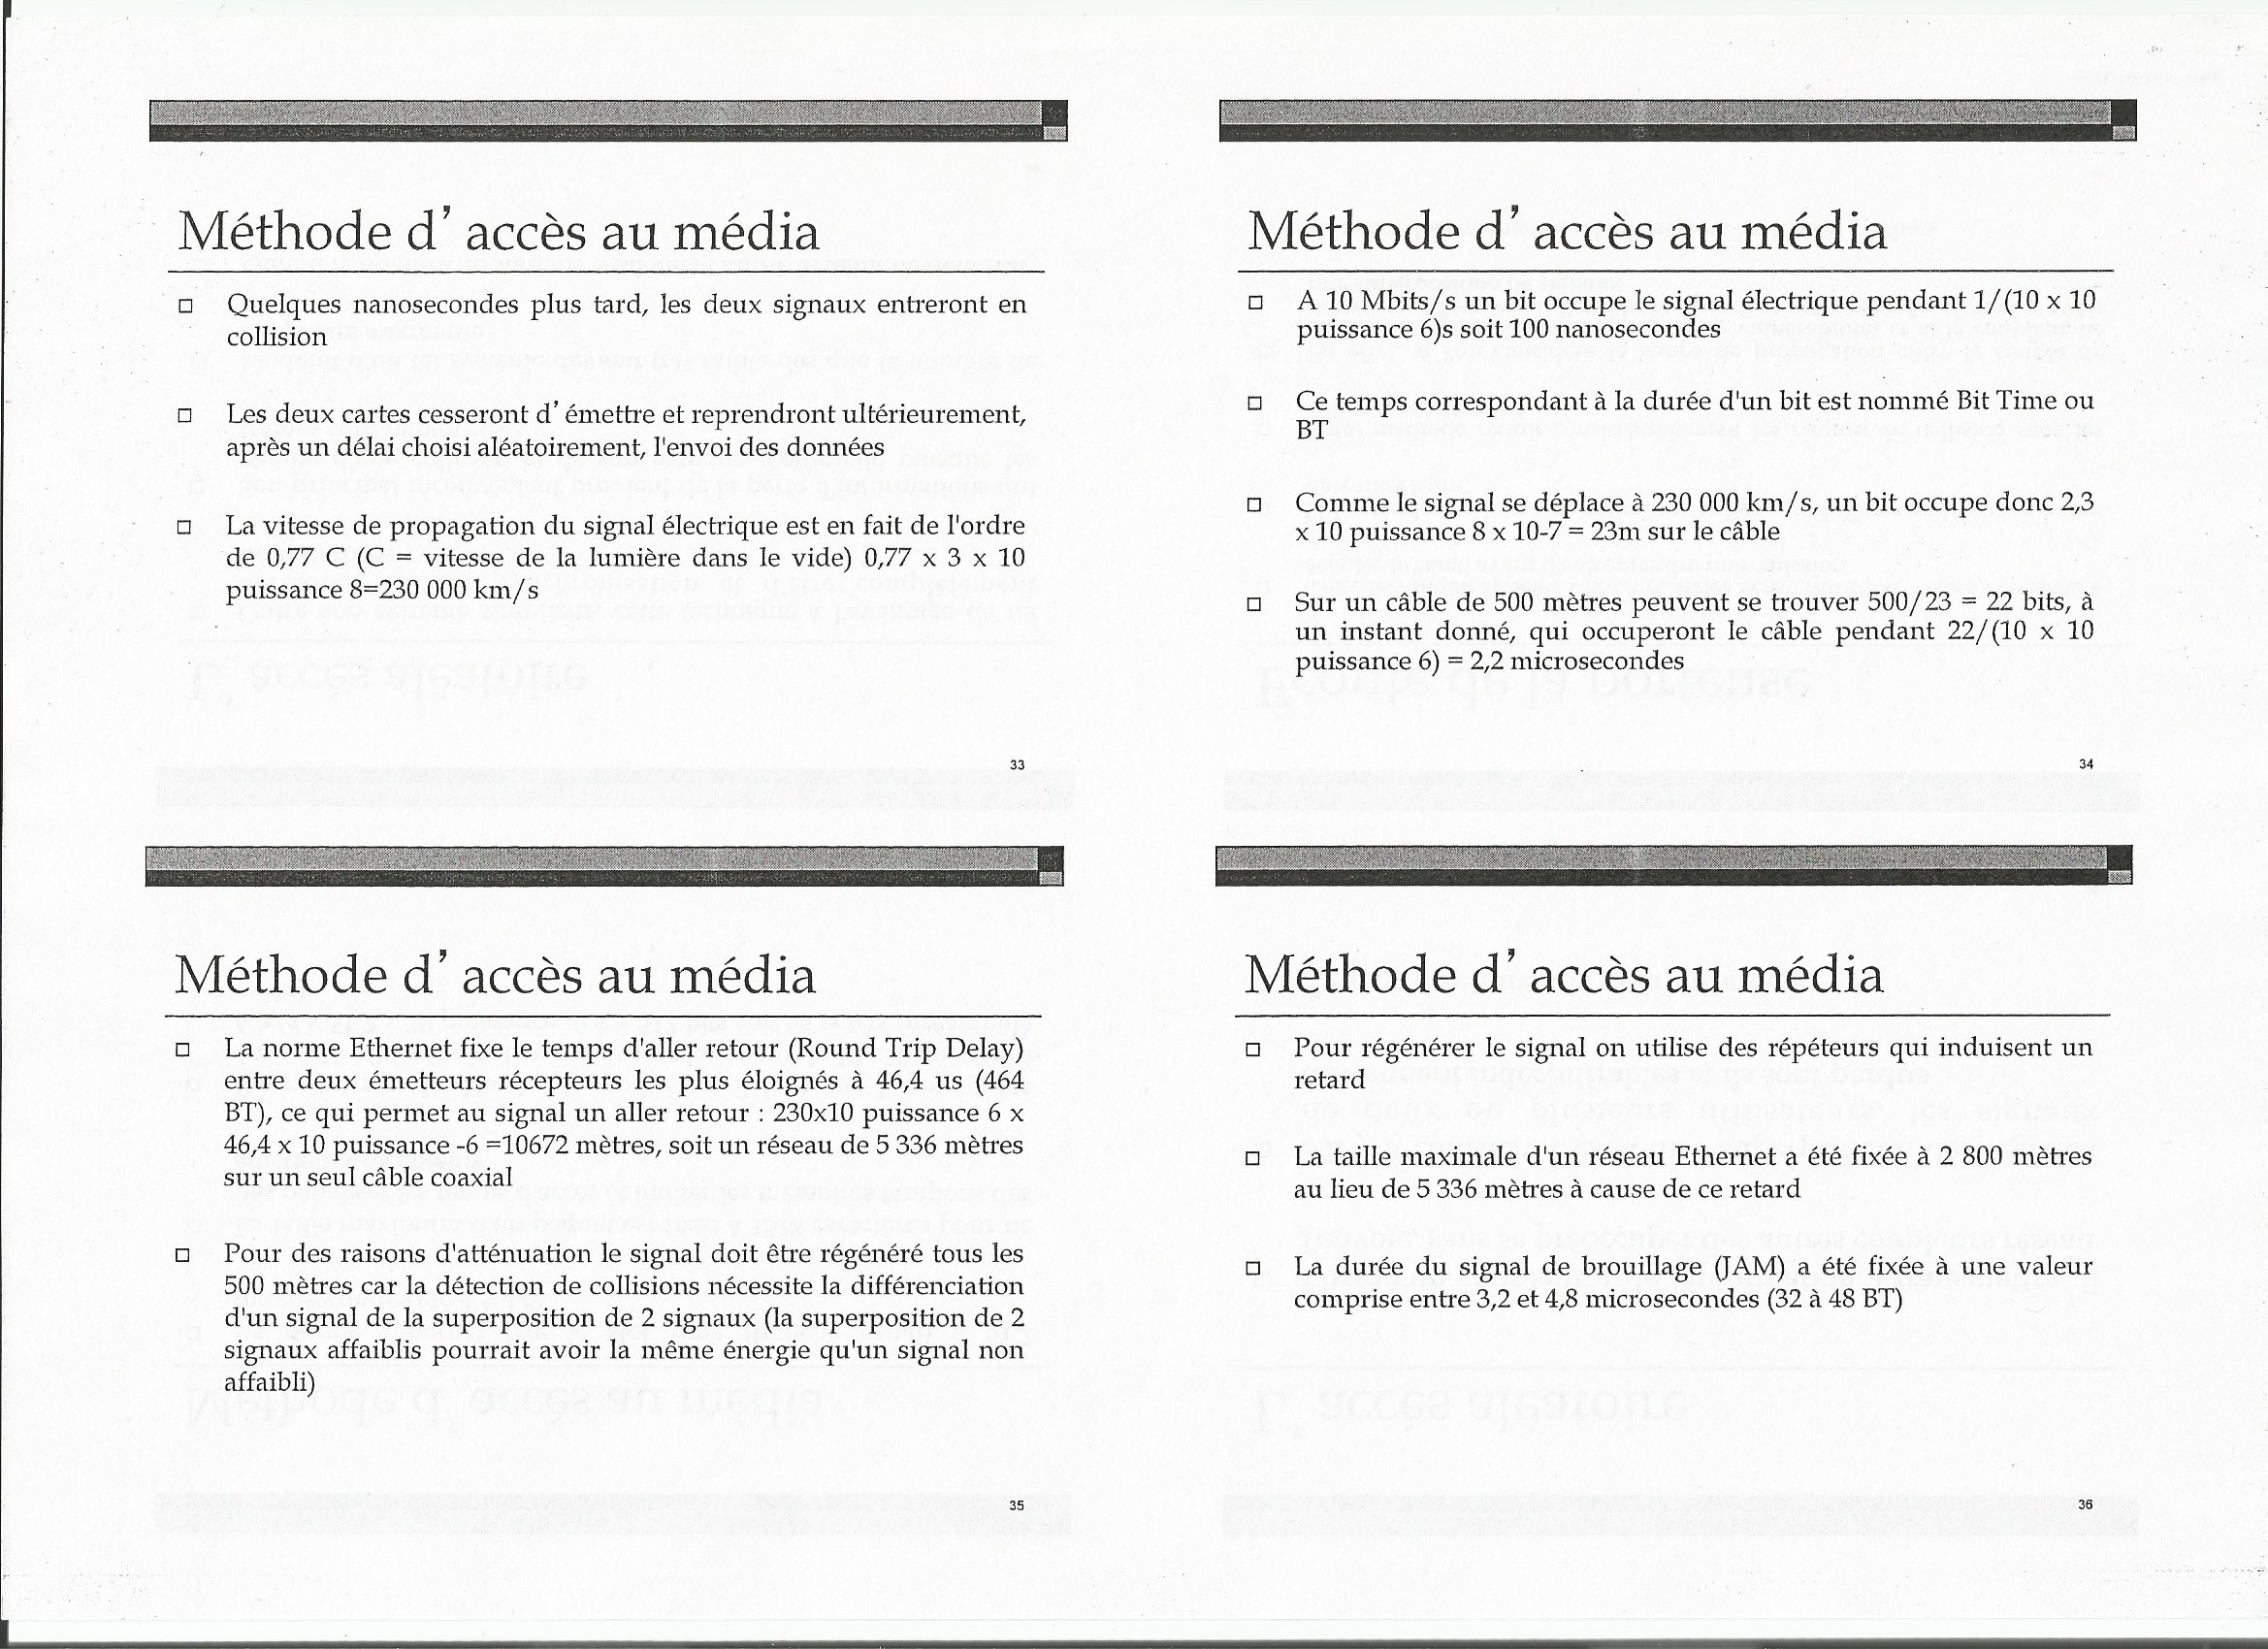 Méthode d' accès au média
Quelques nanosecondes plus tard, les deux signaux entreront en
collision
Les deux cartes cesseront d' émettre et reprendront ultérieurement,
après un délai choisi aléatoirement, l'envoi des données
La vitesse de propagation du signal électrique est en fait de l'ordre
de 0,77 C (C = vitesse de la lumière dans le vide) 0,77 x 3 x 10
puissance 8=230 000 km/s
33
Méthode d' accès au média
A 10 Mbits/s un bit occupe le signal électrique pendant 1/(10 x 10
puissance 6)s soit 100 nanosecondes
Ce temps correspondant à la durée d'un bit est nommé Bit Time ou
BT
Comme le signal se déplace à 230 000 km/s, un bit occupe donc 2,3
x 10 puissance 8 x 10-7 = 23m sur le câble
Sur un câble de 500 mètres peuvent se trouver 500/23 = 22 bits, à
un instant donné, qui occuperont le câble pendant 22/(10 x 10
puissance 6) = 2,2 microsecondes
34
Méthode d' accès au média
La norme Ethernet fixe le temps d'aller retour (Round Trip Delay)
entre deux émetteurs récepteurs les plus éloignés à 46,4 us (464
BT), ce qui permet au signal un aller retour : 230x10 puissance 6 x
46,4 x 10 puissance -6 =10672 mètres, soit un réseau de 5 336 mètres
sur un seul câble coaxial
Pour des raisons d'atténuation le signal doit être régénéré tous les
500 mètres car la détection de collisions nécessite la différenciation
d'un signal de la superposition de 2 signaux (la superposition de 2
signaux affaiblis pourrait avoir la même énergie qu'un signal non
affaibli)
35
Méthode d' accès au média
Pour régénérer le signal on utilise des répéteurs qui induisent un
retard
La taille maximale d'un réseau Ethernet a été fixée à 2 800 mètres
au lieu de 5 336 mètres à cause de ce retard
La durée du signal de brouillage (JAM) a été fixée à une valeur
comprise entre 3,2 et 4,8 microsecondes (32 à 48 BT)
36